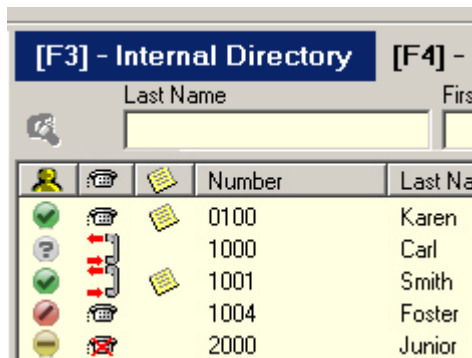 [F3] - Internal Directory [F4] -
Last Name Firs
Number Last Na
0100 Karen
1000 Carl
1001 Smith
1004 Foster
2000 Junior